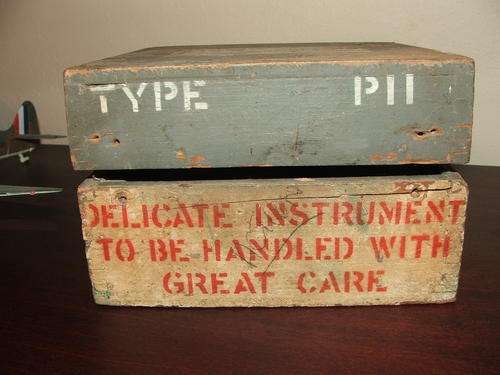 TYPE P11
DELICATE INSTRUMENT
TO BE HANDLED WITH
GREAT CARE